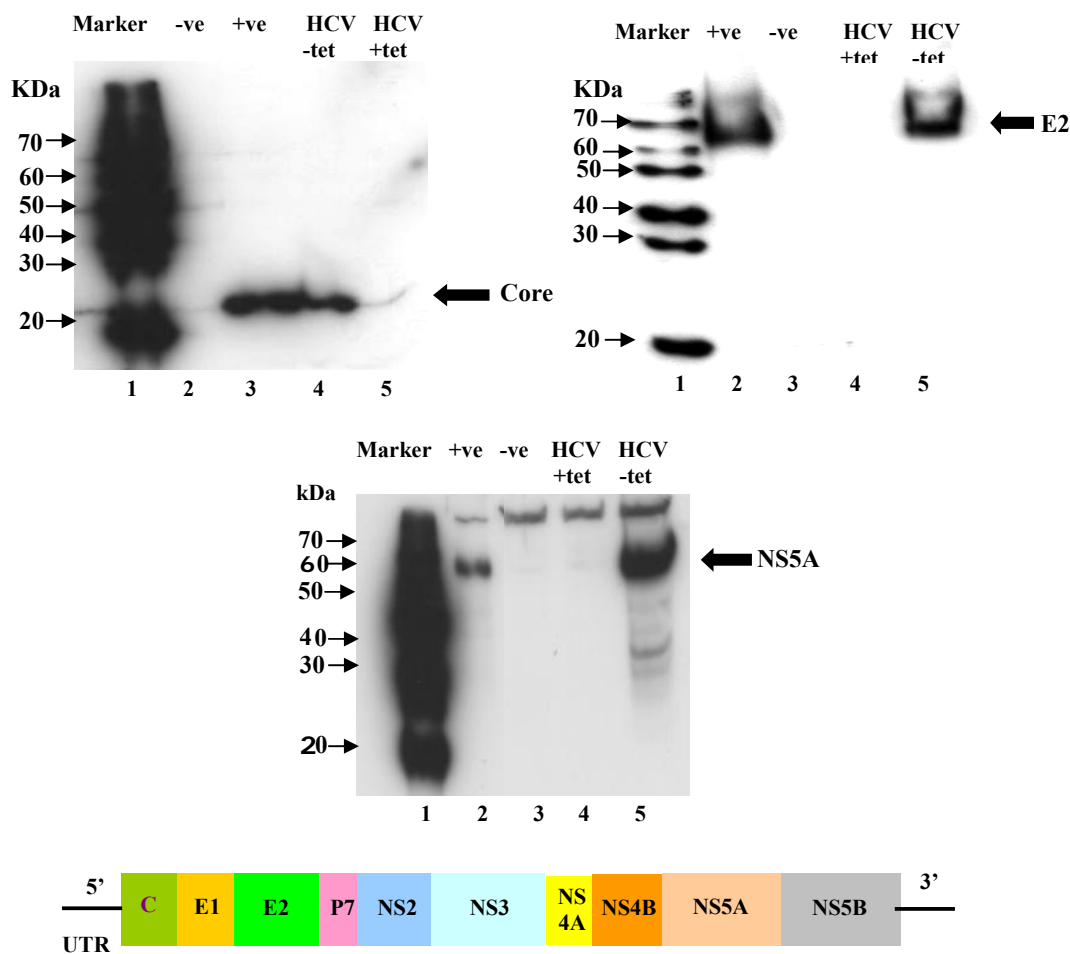 Marker -ve +ve HCV HCV
-tet +tet
KDa
70
60
50
40
30
20
Core
1 2 3 4 5
Marker +ve -ve HCV HCV
+tet -tet
KDa
70
60
50
40
30
20
E2
1 2 3 4 5
Marker +ve -ve HCV HCV
+tet -tet
kDa
70
60
50
40
30
20
NS5A
1 2 3 4 5
5’ C E1 E2 P7 NS2 NS3 NS 4A NS4B NS5A NS5B 3’
UTR